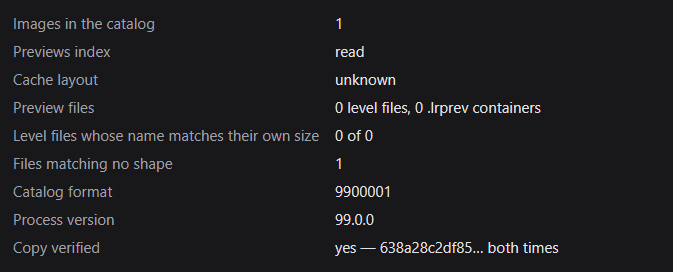 Images in the catalog 1
Previews index read
Cache layout unknown
Preview files 0 level files, 0 .lrprev containers
Level files whose name matches their own size 0 of 0
Files matching no shape 1
Catalog format 9900001
Process version 99.0.0
Copy verified yes — 638a28c2df85… both times